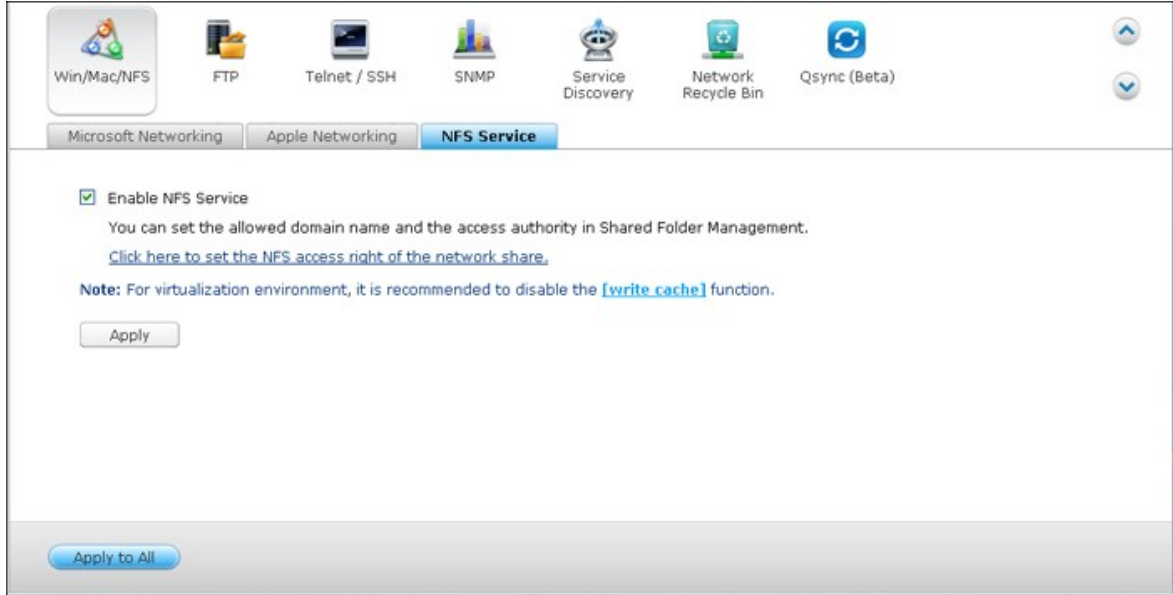 Win/Mac/NFS FTP Telnet / SSH SNMP Service Discovery Network Recycle Bin Qsync (Beta)
Microsoft Networking Apple Networking NFS Service
Enable NFS Service
You can set the allowed domain name and the access authority in Shared Folder Management.
Click here to set the NFS access right of the network share.
Note: For virtualization environment, it is recommended to disable the [write cache] function.
Apply
Apply to All